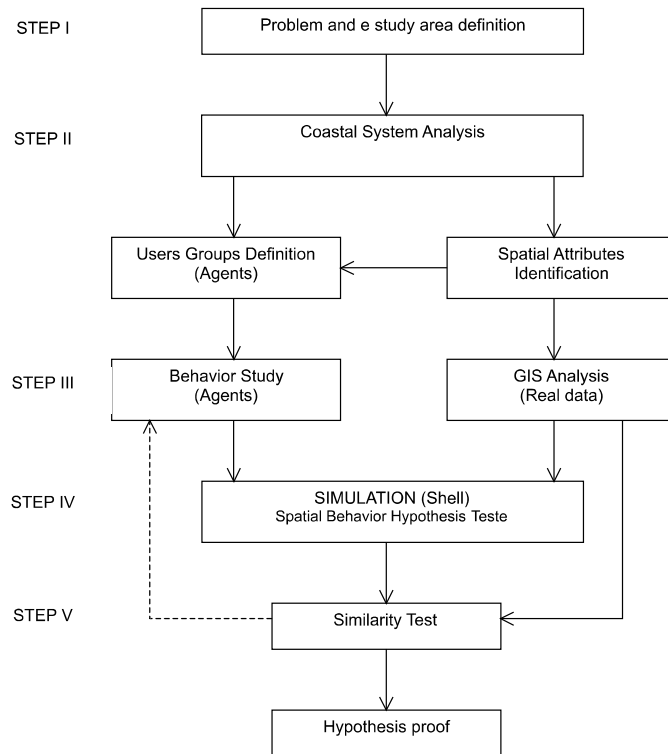 STEP I
Problem and e study area definition
STEP II
Coastal System Analysis
Users Groups Definition
(Agents)
Spatial Attributes
Identification
STEP III
Behavior Study
(Agents)
GIS Analysis
(Real data)
STEP IV
SIMULATION (Shell)
Spatial Behavior Hypothesis Teste
STEP V
Similarity Test
Hypothesis proof